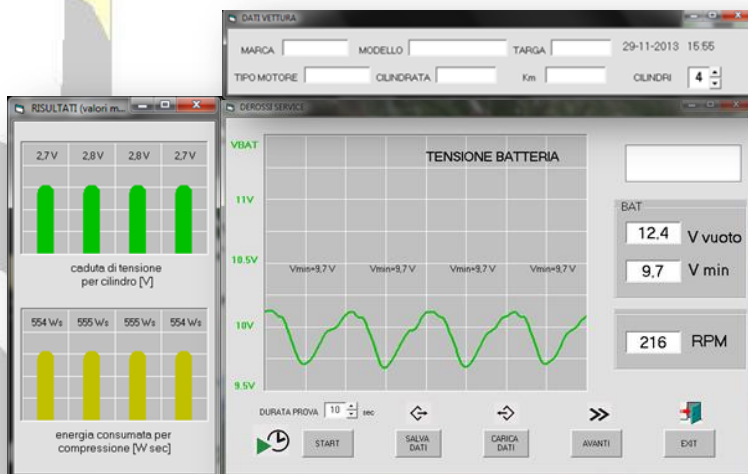 DATI VETTURA
MARCA MODELLO TARGA 29-11-2013 15:55
TIPO MOTORE CILINDRATA Km CILINDRI 4
RISULTATI (valori m...
2,7 V 2,8 V 2,8 V 2,7 V
caduta di tensione
per cilindro [V]
554 Ws 555 Ws 555 Ws 554 Ws
energia consumata per
compressione [W sec]
DEROSSI SERVICE
VBAT
TENSIONE BATTERIA
11V
10.5V
Vmin=9,7 V Vmin=9,7 V Vmin=9,7 V Vmin=9,7 V
10V
9.5V
BAT
12.4 V vuoto
9.7 V min
216 RPM
DURATA PROVA 10 sec
START
SALVA
DATI
CARICA
DATI
AVANTI
EXIT